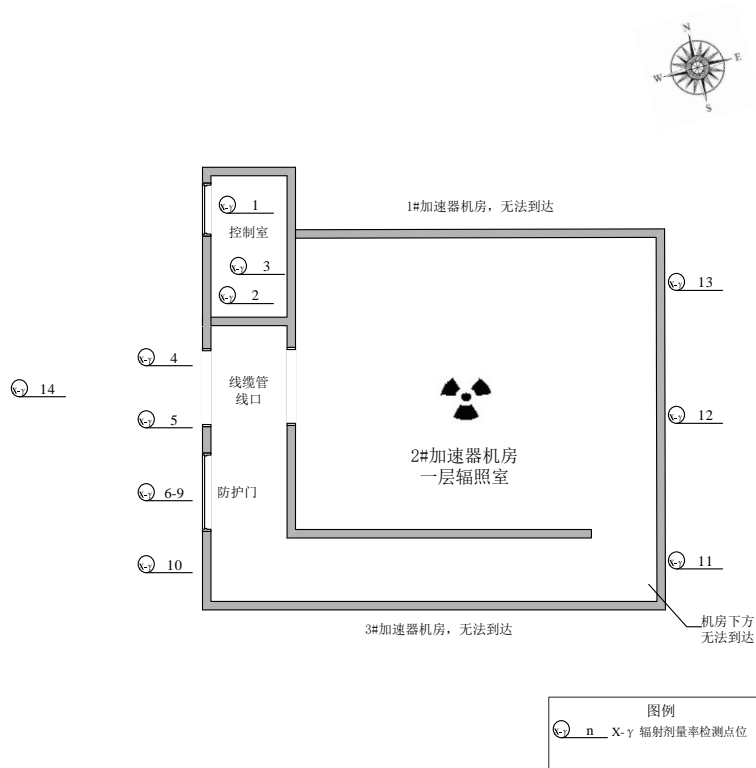 N
W
E
S
X-γ 1
1#加速器机房，无法到达
控制室
X-γ 3
X-γ 2
X-γ 13
X-γ 4
X-γ 14
线缆管
线口
X-γ 5
X-γ 12
2#加速器机房
一层辐照室
X-γ 6-9
防护门
X-γ 10
X-γ 11
3#加速器机房，无法到达
机房下方
无法到达
图例
X-γ n X-γ 辐射剂量率检测点位